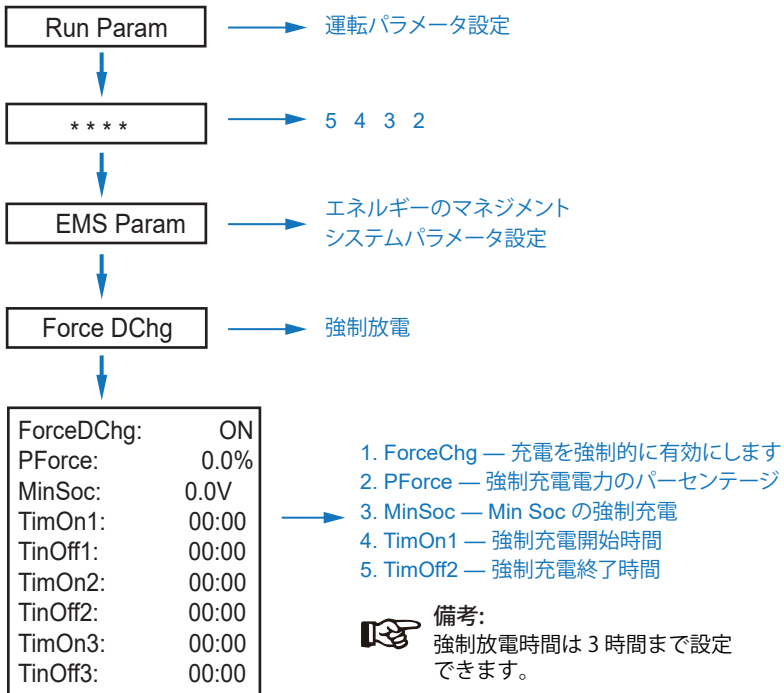 Run Param
運転パラメータ設定
* * * *
5 4 3 2
EMS Param
エネルギーのマネジメント
システムパラメータ設定
Force DChg
強制放電
ForceDChg: ON
PForce: 0.0%
MinSoc: 0.0V
TimOn1: 00:00
TinOff1: 00:00
TimOn2: 00:00
TinOff2: 00:00
TimOn3: 00:00
TinOff3: 00:00
1. ForceChg — 充電を強制的に有効にします
2. PForce — 強制充電電力のパーセンテージ
3. MinSoc — Min Soc の強制充電
4. TimOn1 — 強制充電開始時間
5. TimOff2 — 強制充電終了時間
備考:
強制放電時間は 3 時間まで設定
できます。